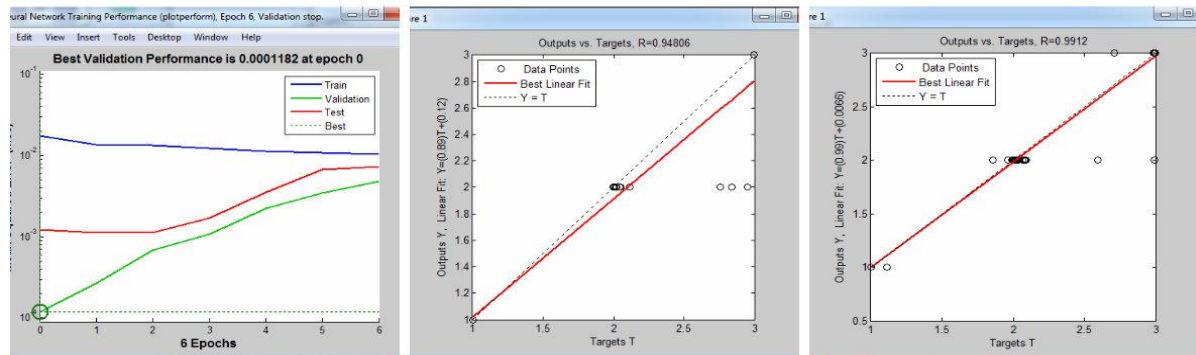 ural Network Training Performance (plotperform), Epoch 6, Validation stop.
Edit View Insert Tools Desktop Window Help
Best Validation Performance is 0.0001182 at epoch 0
10⁻¹
10⁻²
10⁻³
10⁻⁴
Train
Validation
Test
Best
0 1 2 3 4 5 6
6 Epochs
re 1
Outputs vs. Targets, R=0.94806
Outputs Y, Linear Fit: Y=(0.89)T+(0.12)
Data Points
Best Linear Fit
Y = T
3
2.8
2.6
2.4
2.2
2
1.8
1.6
1.4
1.2
1
1 1.5 2 2.5 3
Targets T
e 1
Outputs vs. Targets, R=0.9912
Outputs Y, Linear Fit: Y=(0.99)T+(0.0066)
Data Points
Best Linear Fit
Y = T
3
2.5
2
1.5
1
0.5
1 1.5 2 2.5 3
Targets T